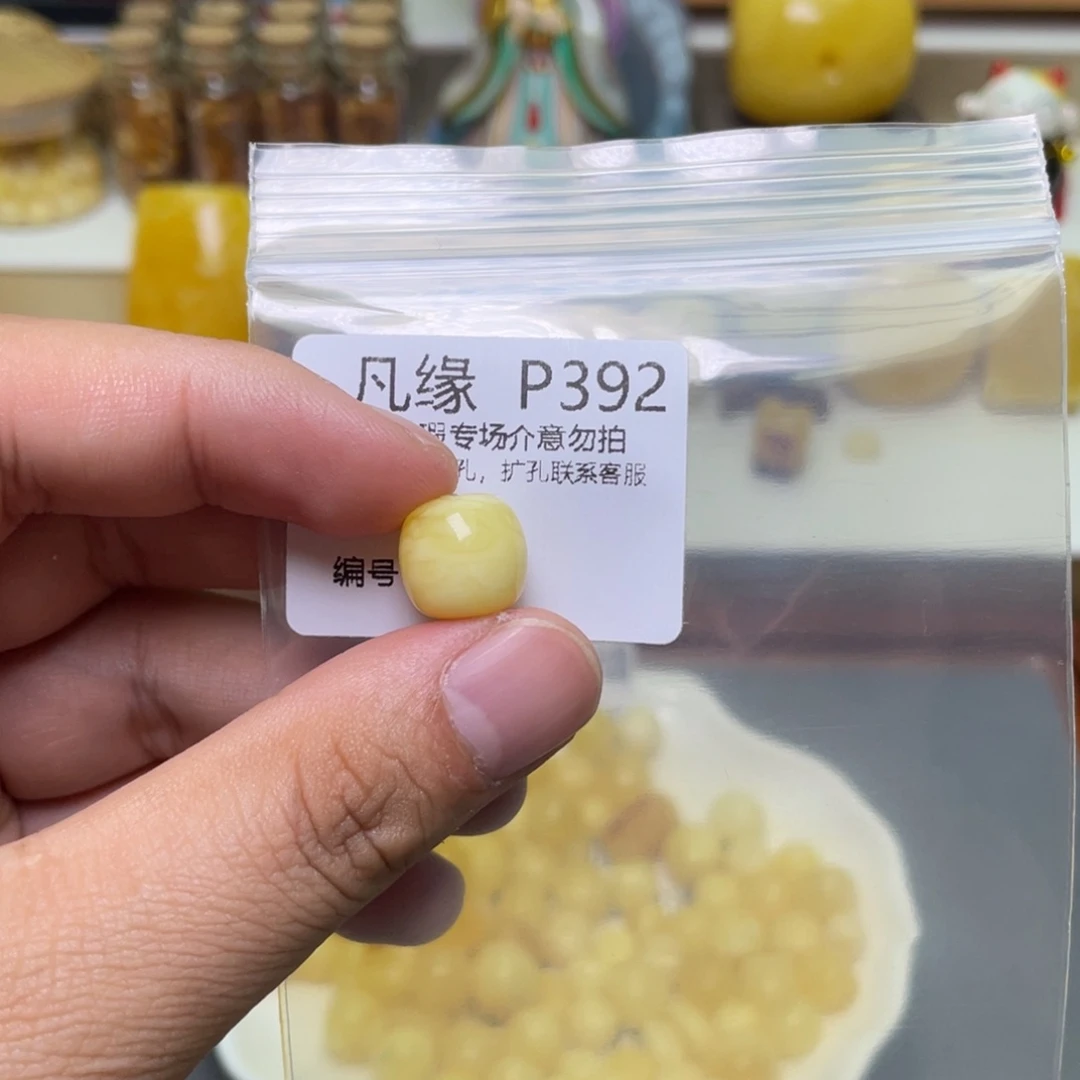 凡缘 P392
瑕专场介意勿拍
孔，扩孔联系客服
编号